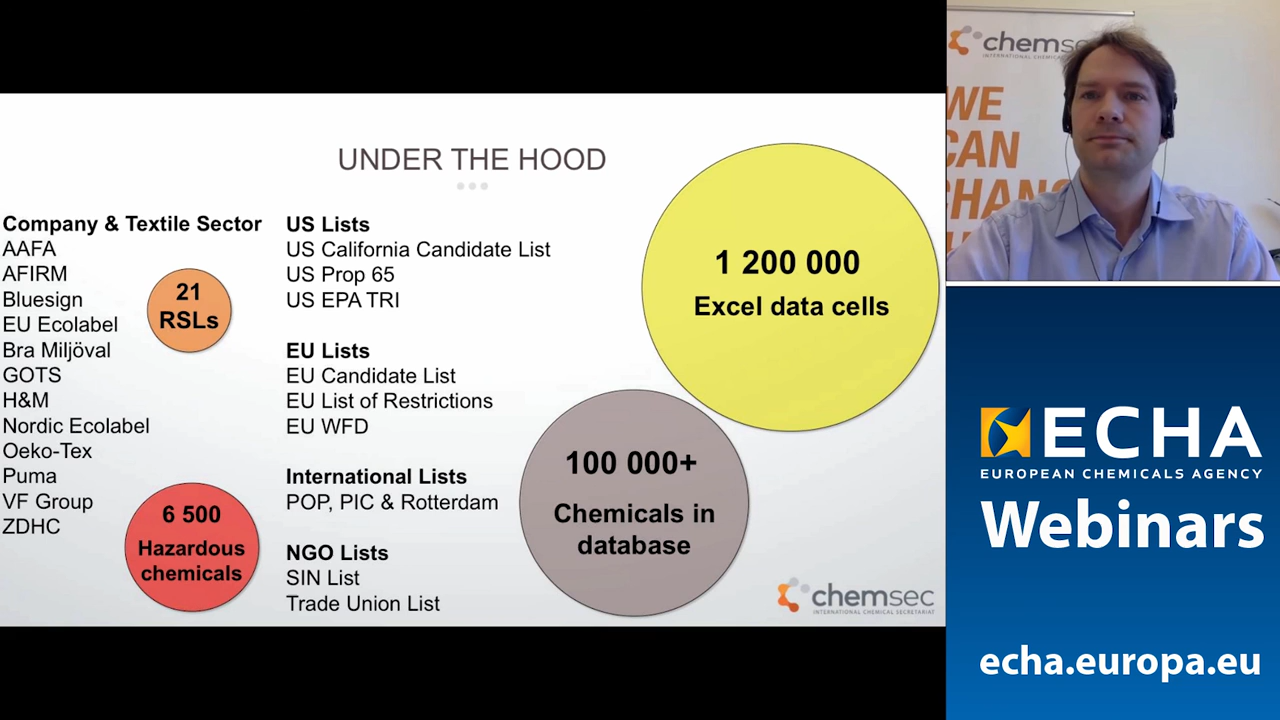 UNDER THE HOOD
Company & Textile Sector
AAFA
AFIRM
Bluesign
EU Ecolabel
Bra Miljöval
GOTS
H&M
Nordic Ecolabel
Oeko-Tex
Puma
VF Group
ZDHC
21
RSLs
6 500
Hazardous
chemicals
US Lists
US California Candidate List
US Prop 65
US EPA TRI
EU Lists
EU Candidate List
EU List of Restrictions
EU WFD
International Lists
POP, PIC & Rotterdam
NGO Lists
SIN List
Trade Union List
1 200 000
Excel data cells
100 000+
Chemicals in
database
chemsec
INTERNATIONAL CHEMICAL SECRETARIAT
WE
CAN
ECHA
EUROPEAN CHEMICALS AGENCY
Webinars
echa.europa.eu